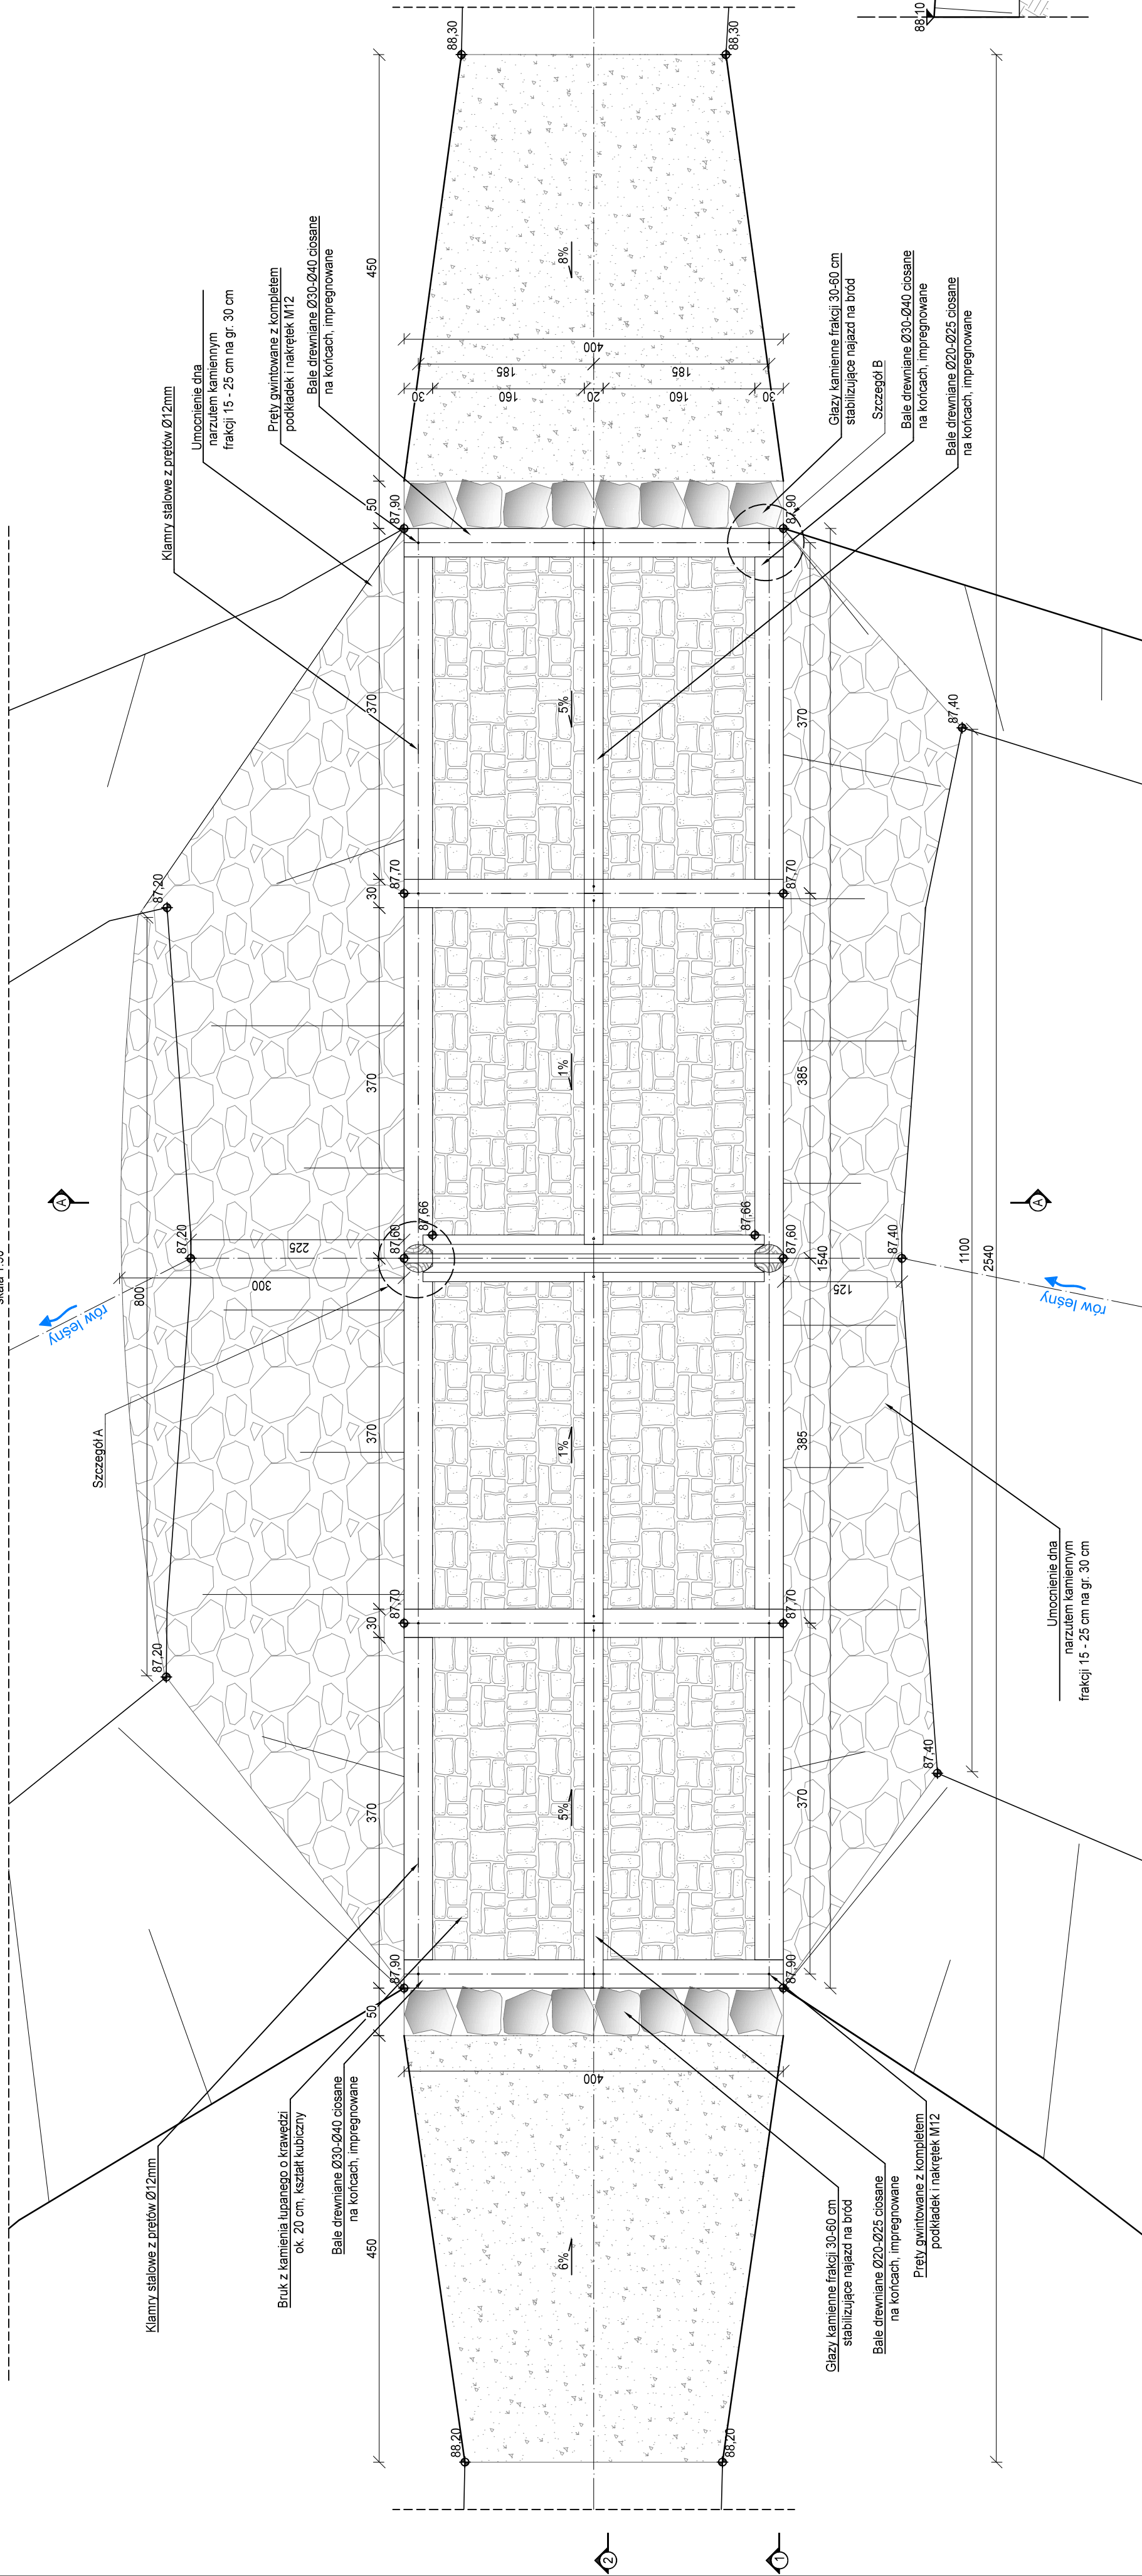 88,30
88,30
88,10
450
8%
Klamry stalowe z prętów Ø12mm
Umocnienie dna
narzutem kamiennym
frakcji 15 - 25 cm na gr. 30 cm
Pręty gwintowane z kompletem
podkładek i nakrętek M12
Bale drewniane Ø30-Ø40 ciosane
na końcach, impregnowane
400
185
185
30
160
20
160
30
Głazy kamienne frakcji 30-60 cm
stabilizujące najazd na bród
Szczegół B
Bale drewniane Ø30-Ø40 ciosane
na końcach, impregnowane
Bale drewniane Ø20-Ø25 ciosane
na końcach, impregnowane
50
87,90
87,90
370
5%
370
87,40
87,20
30
87,70
87,70
370
1%
385
A
A
87,20
225
87,60
87,66
87,66
87,60
1540
87,40
1100
2540
800
300
125
rów leśny
rów leśny
Szczegół A
370
1%
385
87,20
30
87,70
87,70
Umocnienie dna
narzutem kamiennym
frakcji 15 - 25 cm na gr. 30 cm
87,40
370
5%
370
87,90
87,90
50
400
Klamry stalowe z prętów Ø12mm
Bruk z kamienia łupanego o krawędzi
ok. 20 cm, kształt kubiczny
Bale drewniane Ø30-Ø40 ciosane
na końcach, impregnowane
450
6%
Głazy kamienne frakcji 30-60 cm
stabilizujące najazd na bród
Bale drewniane Ø20-Ø25 ciosane
na końcach, impregnowane
Pręty gwintowane z kompletem
podkładek i nakrętek M12
88,20
88,20
2
1